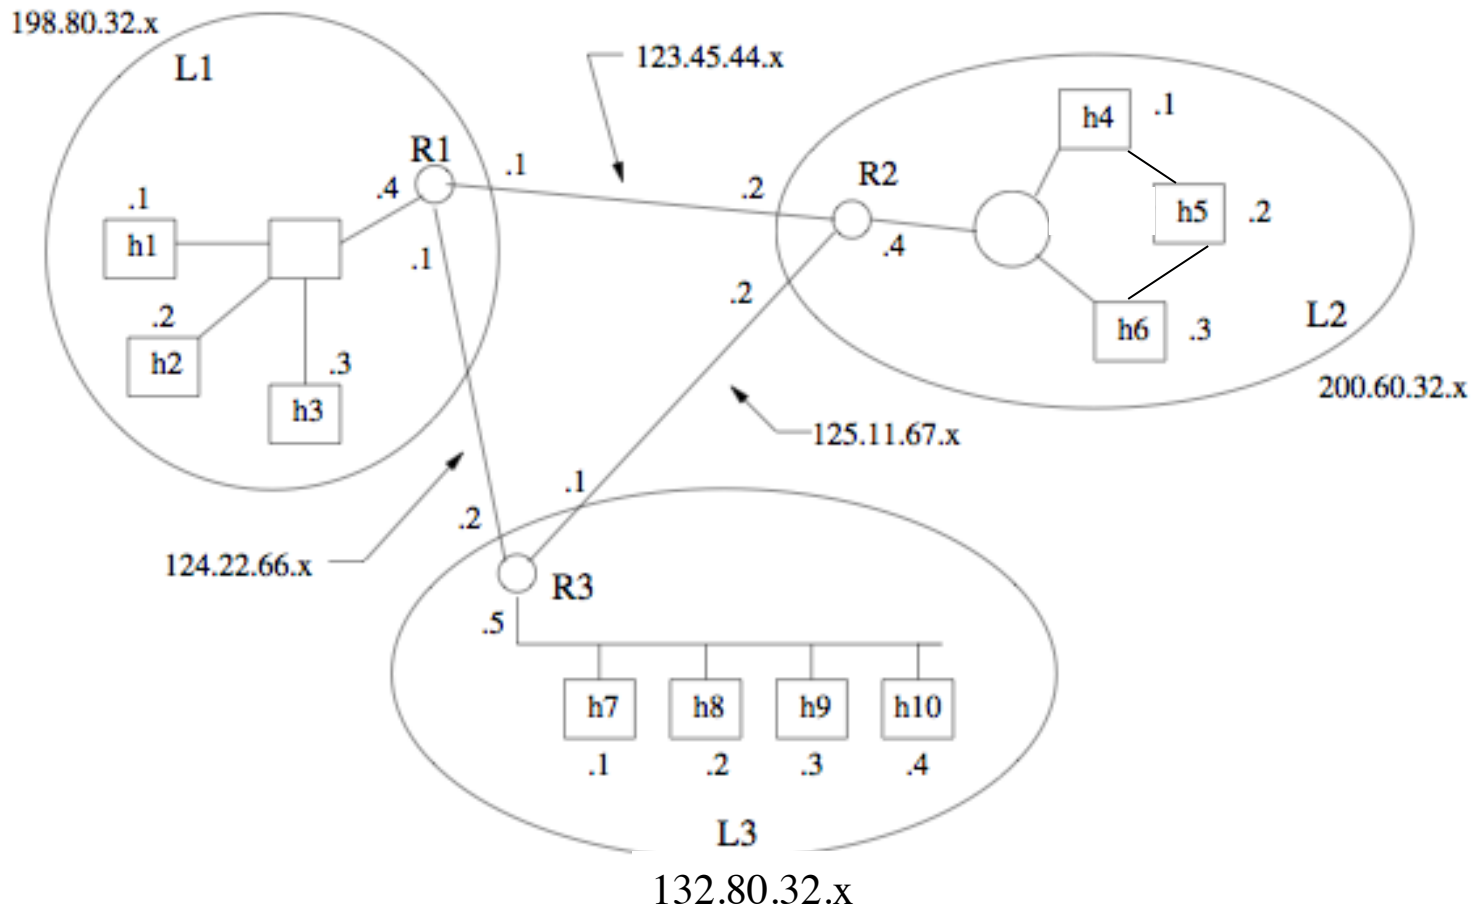 198.80.32.x
L1
123.45.44.x
R1
.1
.4
.1
.1
h1
.2
h2
.3
h3
.2
R2
.4
.2
h4
.1
h5
.2
h6
.3
L2
200.60.32.x
125.11.67.x
124.22.66.x
.2
.1
R3
.5
h7
h8
h9
h10
.1
.2
.3
.4
L3
132.80.32.x